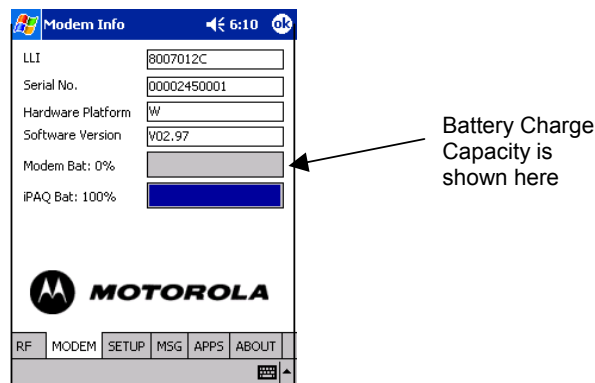 Modem Info 6:10 ok
LLI 8007012C
Serial No. 00002450001
Hardware Platform W
Software Version V02.97
Modem Bat: 0%
iPAQ Bat: 100%
Battery Charge
Capacity is
shown here
MOTOROLA
RF MODEM SETUP MSG APPS ABOUT